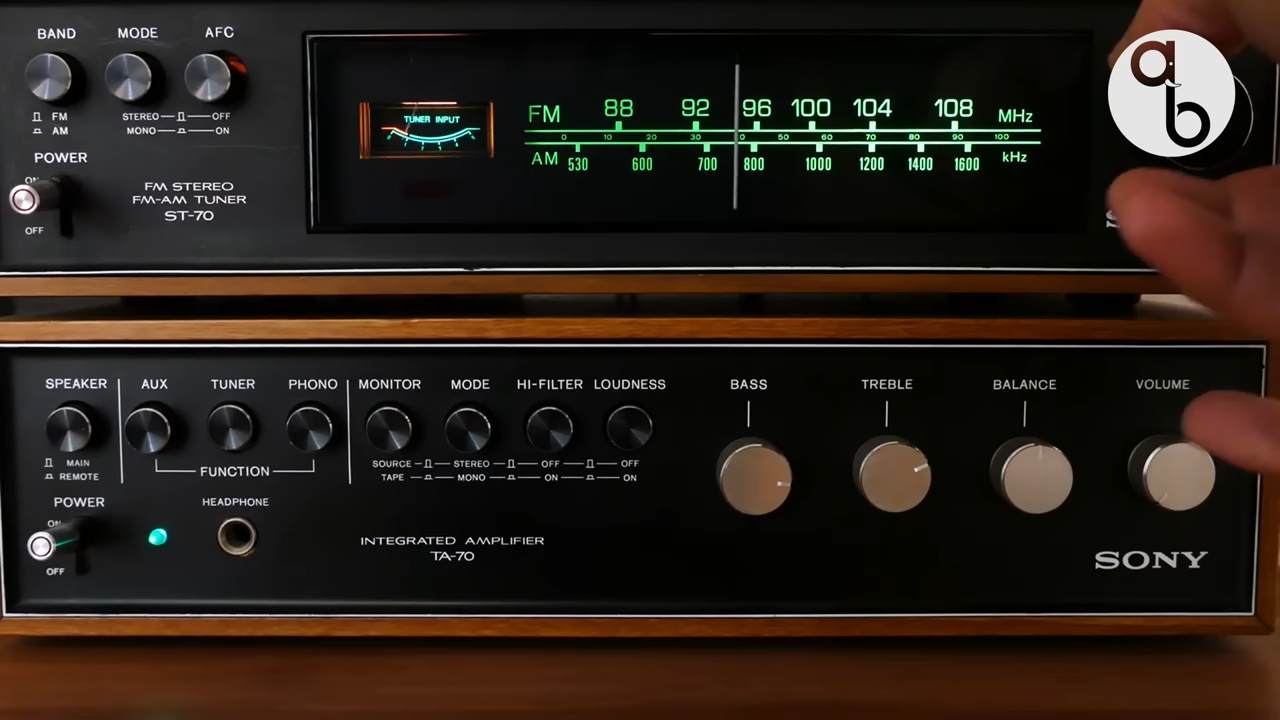 BAND MODE AFC
FM STEREO OFF
AM MONO ON
POWER
ON
OFF
FM STEREO
FM-AM TUNER
ST-70
TUNER INPUT
FM 88 92 96 100 104 108 MHz
0 10 20 30 40 50 60 70 80 90 100
AM 530 600 700 800 1000 1200 1400 1600 kHz
ab
SPEAKER AUX TUNER PHONO MONITOR MODE HI-FILTER LOUDNESS BASS TREBLE BALANCE VOLUME
MAIN
REMOTE
FUNCTION
SOURCE STEREO OFF OFF
TAPE MONO ON ON
POWER
ON
OFF
HEADPHONE
INTEGRATED AMPLIFIER
TA-70
SONY